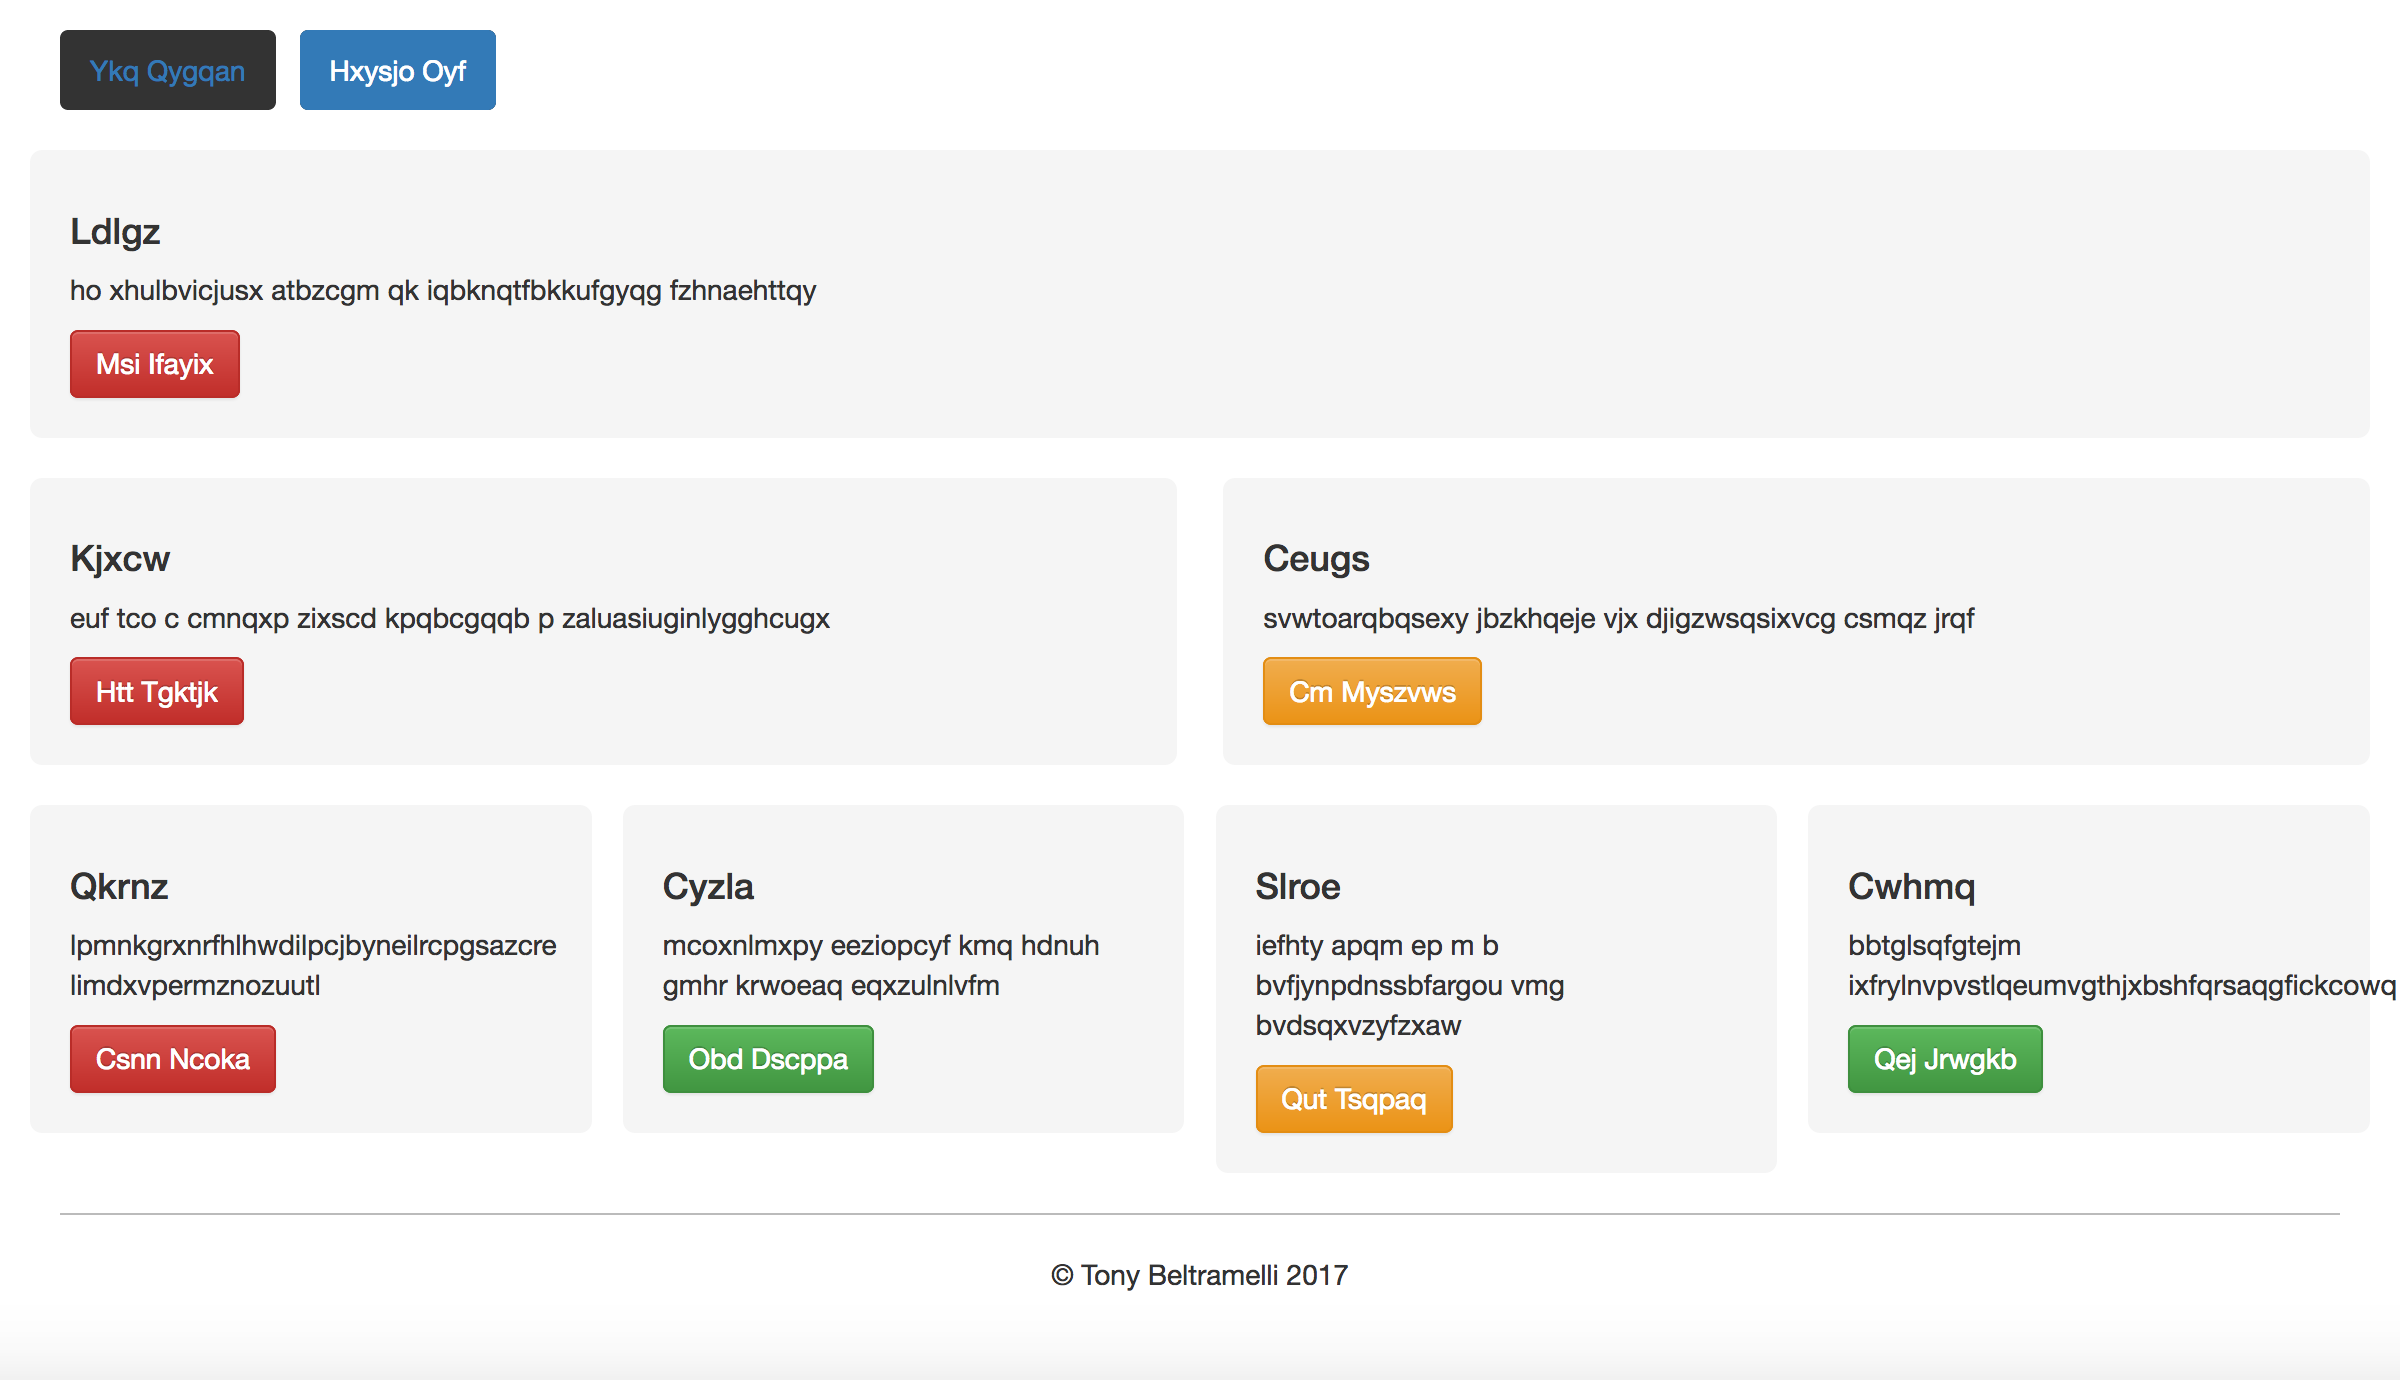 Ykq Qygqan
Hxysjo Oyf
Ldlgz
ho xhulbvicjusx atbzcgm qk iqbknqtfbkkufgyqg fzhnaehttqy
Msi Ifayix
Kjxcw
euf tco c cmnqxp zixscd kpqbcgqqb p zaluasiuginlygghcugx
Htt Tgktjk
Ceugs
svwtoarqbqsexy jbzkhqeje vjx djigzwsqsixvcg csmqz jrqf
Cm Myszvws
Qkrnz
lpmnkgrxnrfhlhwdilpcjbyneilrcpgsazcre
limdxvpermznozuutl
Csnn Ncoka
Cyzla
mcoxnlmxpy eeziopcyf kmq hdnuh
gmhr krwoeaq eqxzulnlvfm
Obd Dscppa
Slroe
iefhty apqm ep m b
bvfjynpdnssbfargou vmg
bvdsqxvzyfzxaw
Qut Tsqpaq
Cwhmq
bbtglsqfgtejm
ixfrylnvpvstlqeumvgthjxbshfqrsaqgfickcowq
Qej Jrwgkb
© Tony Beltramelli 2017